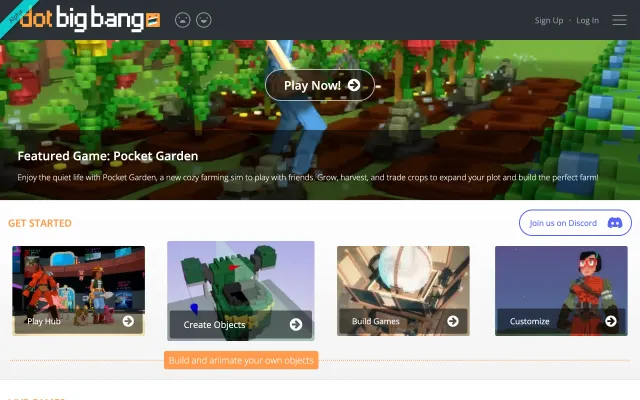 Alpha
dot big bang
Sign Up · Log In
Play Now!
Featured Game: Pocket Garden
Enjoy the quiet life with Pocket Garden, a new cozy farming sim to play with friends. Grow, harvest, and trade crops to expand your plot and build the perfect farm!
GET STARTED
Join us on Discord
Play Hub
Create Objects
Build Games
Customize
Build and animate your own objects